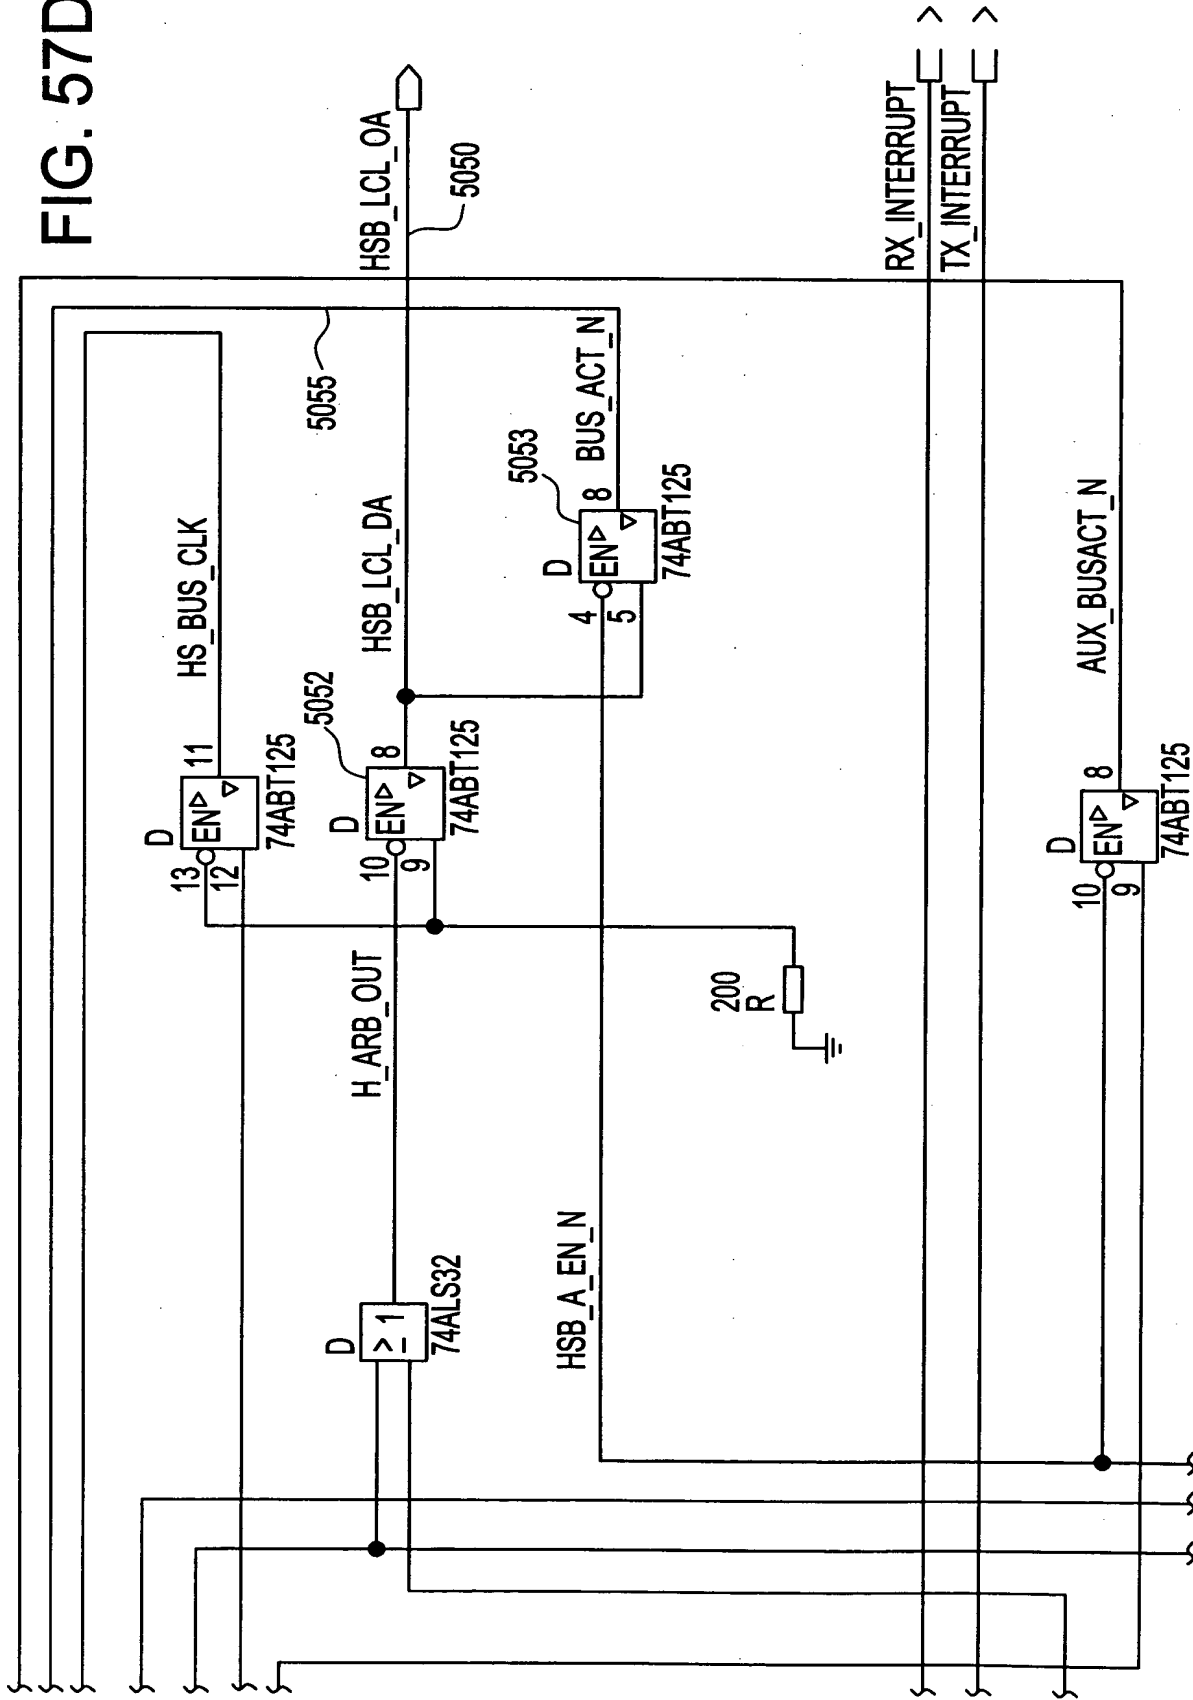 FIG. 57D
HS_BUS_CLK
D
13
12
EN
11
74ABT125
5055
HSB_LCL_OA
5050
HSB_LCL_DA
5052
D
10
9
EN
8
74ABT125
H_ARB_OUT
D
≥1
74ALS32
BUS_ACT_N
5053
D
4
5
EN
8
74ABT125
HSB_A_EN_N
200
R
RX_INTERRUPT
TX_INTERRUPT
AUX_BUSACT_N
D
10
9
EN
8
74ABT125